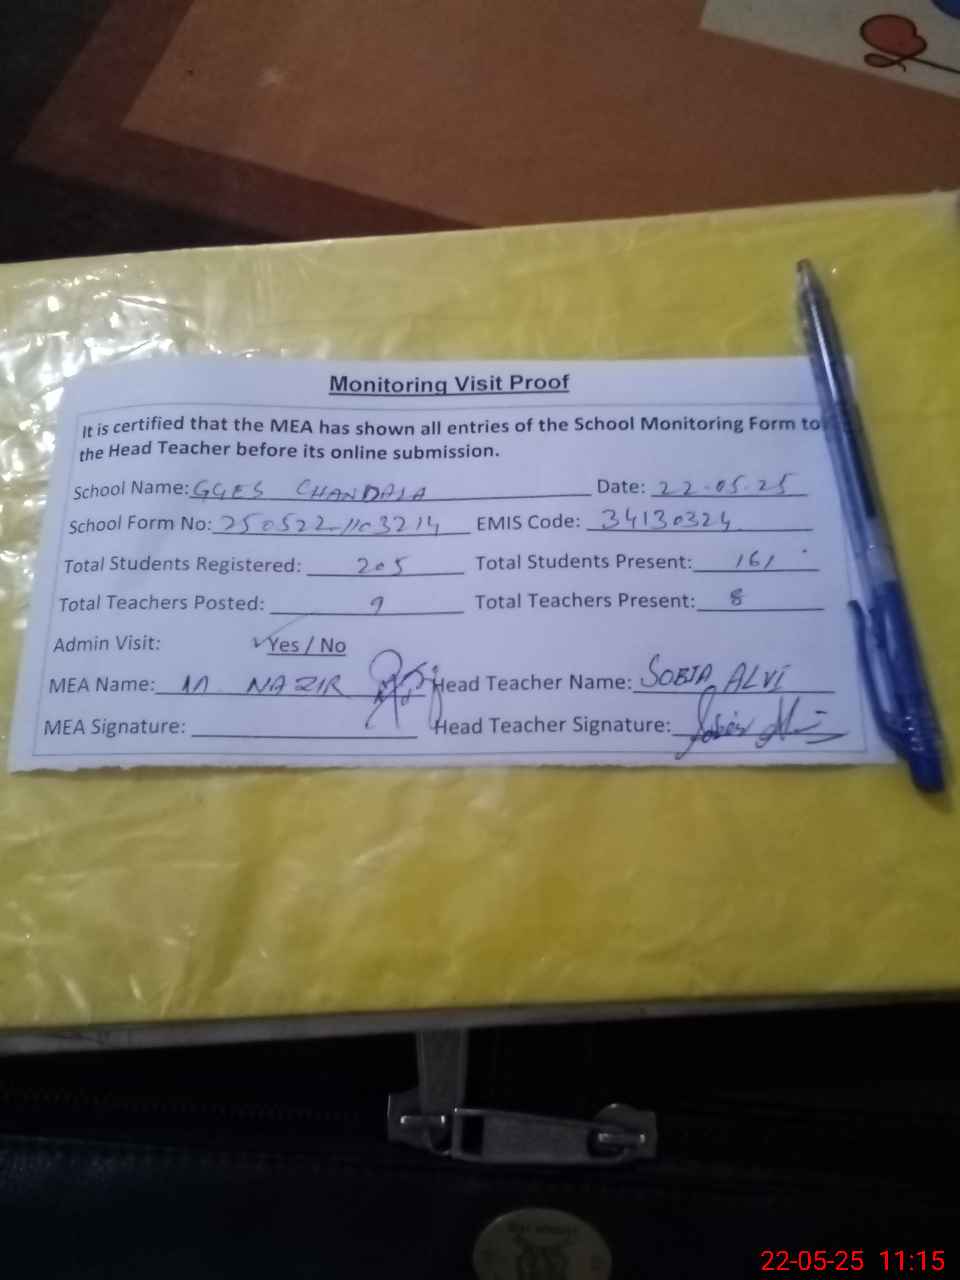 Monitoring Visit Proof
It is certified that the MEA has shown all entries of the School Monitoring Form to
the Head Teacher before its online submission.
School Name: GGES CHANDALA Date: 22-05-25
School Form No: 250522-1103214 EMIS Code: 34130324
Total Students Registered: 205 Total Students Present: 161
Total Teachers Posted: 9 Total Teachers Present: 8
Admin Visit: Yes / No
MEA Name: M. NAZIR Head Teacher Name: SOBIA ALVI
MEA Signature: Head Teacher Signature: Sobia Alvi
22-05-25 11:15